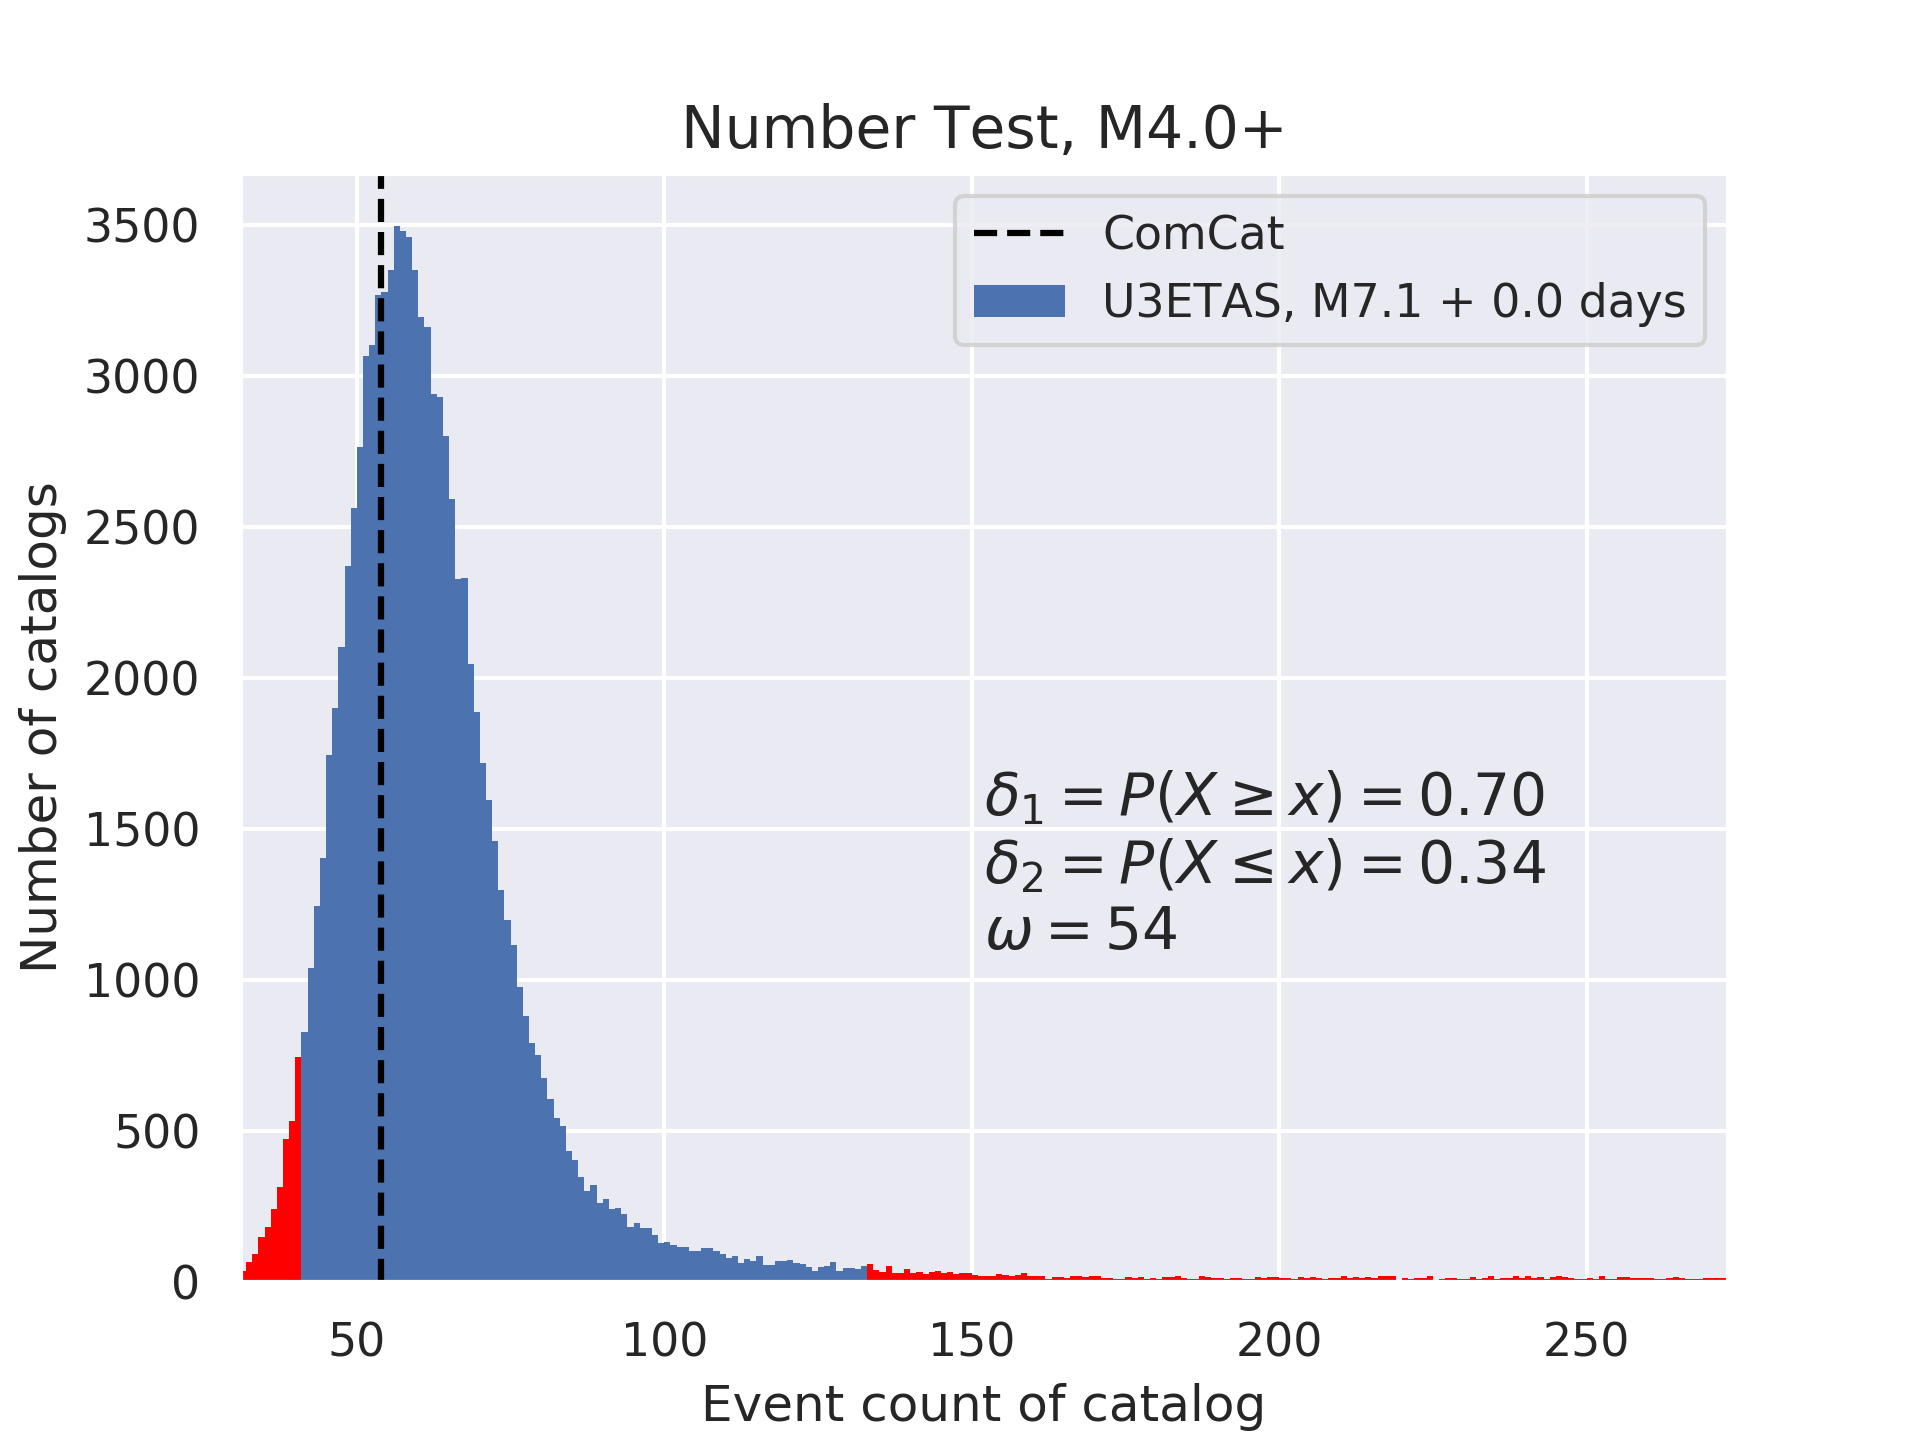 Number Test, M4.0+
ComCat
U3ETAS, M7.1 + 0.0 days
3500
3000
2500
2000
1500
1000
500
0
Number of catalogs
δ₁ = P(X ≥ x) = 0.70
δ₂ = P(X ≤ x) = 0.34
ω = 54
50 100 150 200 250
Event count of catalog